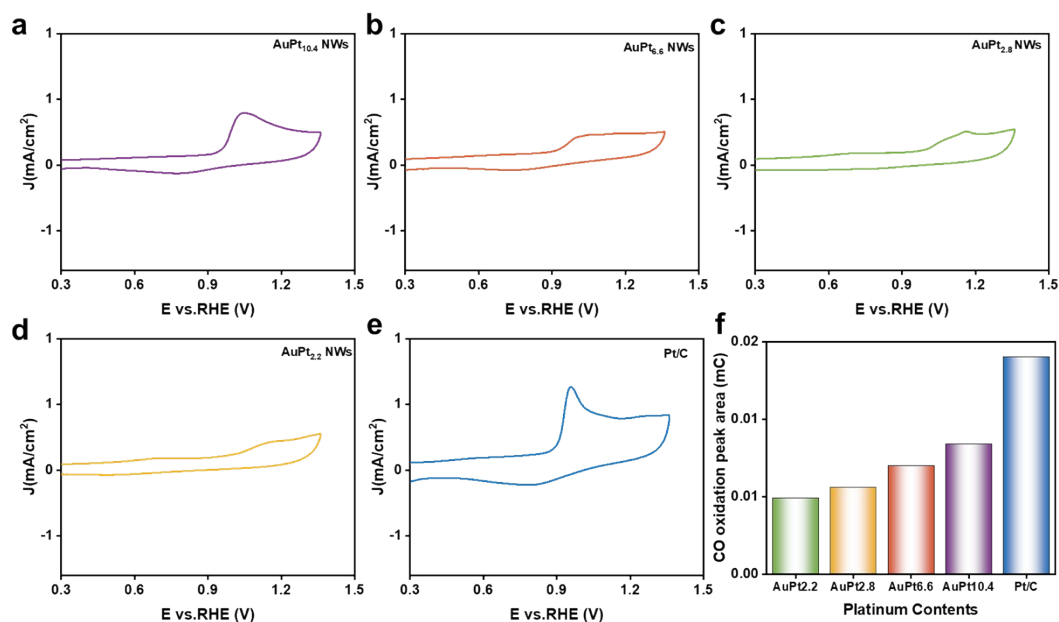 a
AuPt10.4 NWs
1
1
0
-1
J(mA/cm²)
0.3 0.6 0.9 1.2 1.5
E vs.RHE (V)
b
AuPt6.6 NWs
1
1
0
-1
J(mA/cm²)
0.3 0.6 0.9 1.2 1.5
E vs.RHE (V)
c
AuPt2.8 NWs
1
1
0
-1
J(mA/cm²)
0.3 0.6 0.9 1.2 1.5
E vs.RHE (V)
d
AuPt2.2 NWs
1
1
0
-1
J(mA/cm²)
0.3 0.6 0.9 1.2 1.5
E vs.RHE (V)
e
Pt/C
1
1
0
-1
J(mA/cm²)
0.3 0.6 0.9 1.2 1.5
E vs.RHE (V)
f
0.02
0.01
0.01
0.00
CO oxidation peak area (mC)
AuPt2.2 AuPt2.8 AuPt6.6 AuPt10.4 Pt/C
Platinum Contents